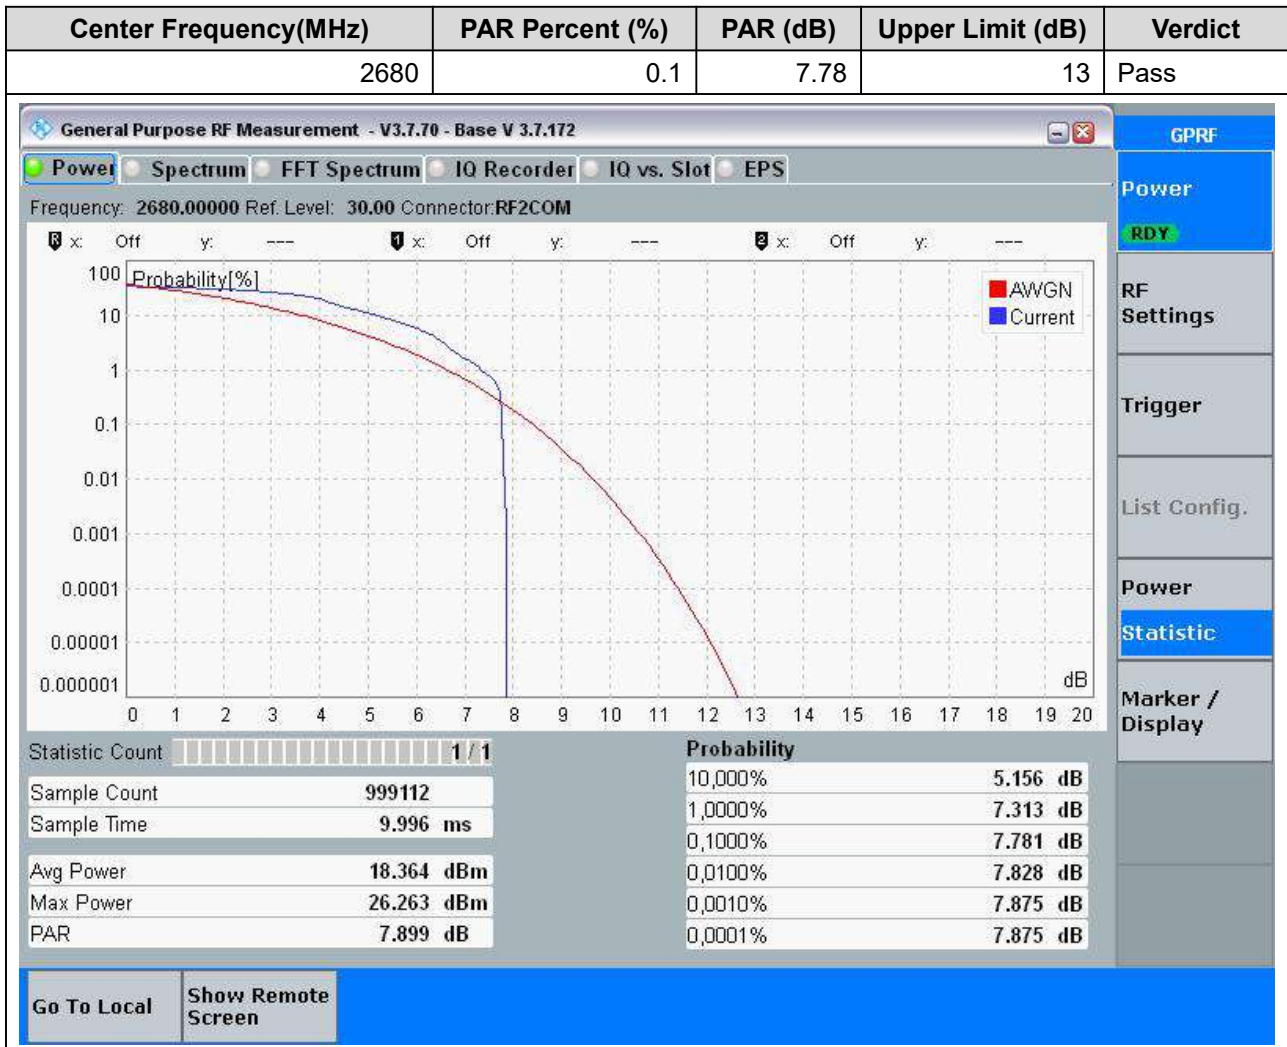 Center Frequency(MHz) PAR Percent (%) PAR (dB) Upper Limit (dB) Verdict
2680 0.1 7.78 13 Pass
General Purpose RF Measurement - V3.7.70 - Base V 3.7.172
GPRF
Power Spectrum FFT Spectrum IQ Recorder IQ vs. Slot EPS
Frequency: 2680.00000 Ref. Level: 30.00 Connector:RF2COM
R x: Off y: --- 1 x: Off y: --- 2 x: Off y: ---
Probability[%]
AWGN
Current
100
10
1
0.1
0.01
0.001
0.0001
0.00001
0.000001
dB
0 1 2 3 4 5 6 7 8 9 10 11 12 13 14 15 16 17 18 19 20
Power
RDY
RF
Settings
Trigger
List Config.
Power
Statistic
Marker /
Display
Statistic Count 1 / 1
Sample Count 999112
Sample Time 9.996 ms
Avg Power 18.364 dBm
Max Power 26.263 dBm
PAR 7.899 dB
Probability
10,000% 5.156 dB
1,0000% 7.313 dB
0,1000% 7.781 dB
0,0100% 7.828 dB
0,0010% 7.875 dB
0,0001% 7.875 dB
Go To Local
Show Remote
Screen